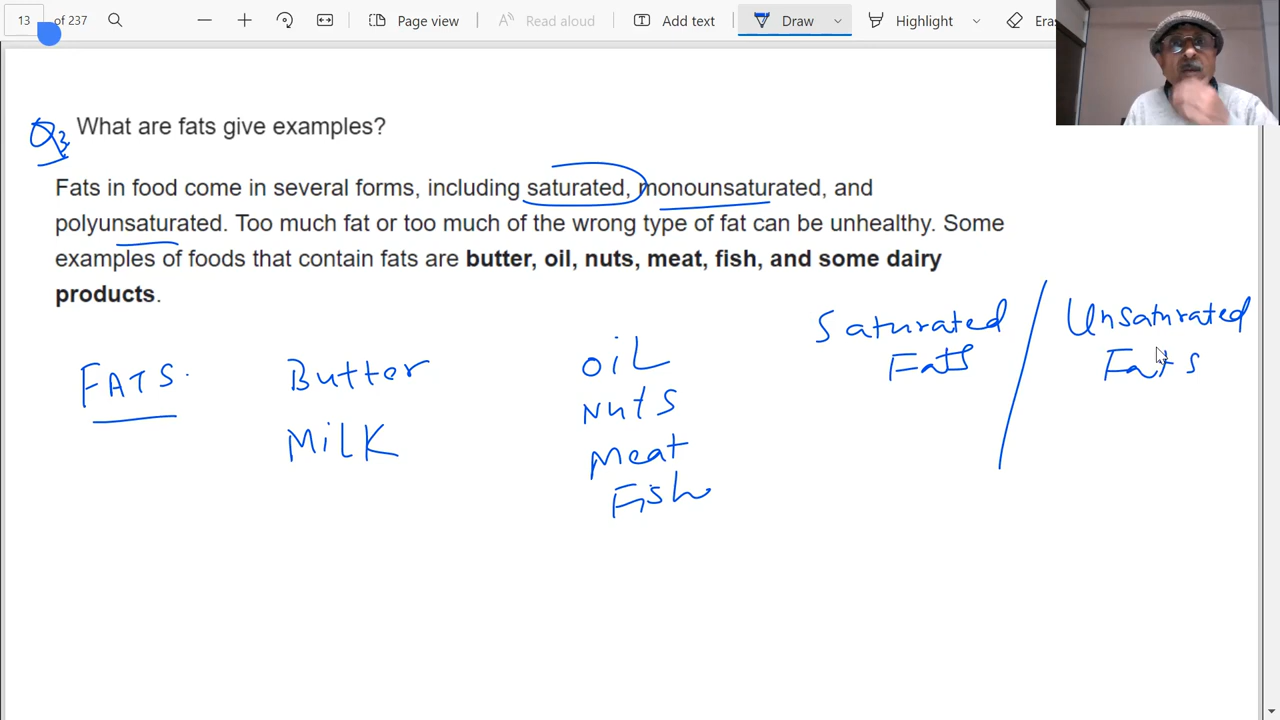 13 of 237 Page view Read aloud Add text Draw Highlight Eras
Q3 What are fats give examples?
Fats in food come in several forms, including saturated, monounsaturated, and
polyunsaturated. Too much fat or too much of the wrong type of fat can be unhealthy. Some
examples of foods that contain fats are butter, oil, nuts, meat, fish, and some dairy
products.
FATS.
Butter
MiLK
OiL
Nuts
Meat
Fish
Saturated
Fats
Unsaturated
Fats